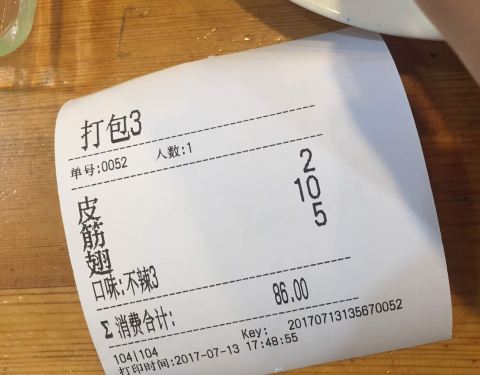 打包3
单号:0052 人数:1
皮 2
筋 10
翅 5
口味:不辣3
Σ消费合计: 86.00
104|104 Key: 20170713135670052
打印时间:2017-07-13 17:48:55